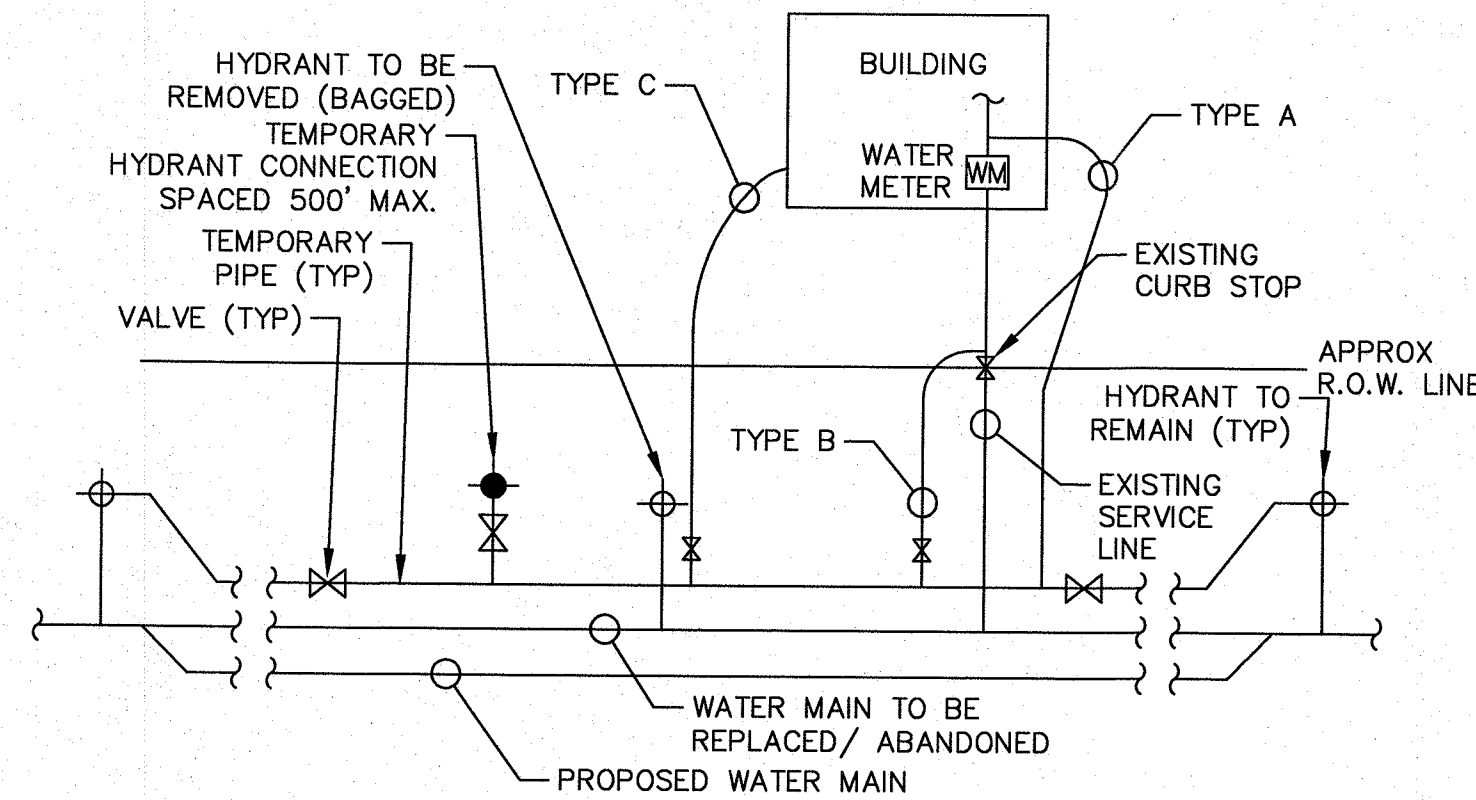 HYDRANT TO BE
REMOVED (BAGGED)
TEMPORARY
HYDRANT CONNECTION
SPACED 500' MAX.
TEMPORARY
PIPE (TYP)
VALVE (TYP)
TYPE C
BUILDING
WATER
METER
WM
TYPE A
EXISTING
CURB STOP
APPROX
R.O.W. LINE
HYDRANT TO
REMAIN (TYP)
TYPE B
EXISTING
SERVICE
LINE
WATER MAIN TO BE
REPLACED/ ABANDONED
PROPOSED WATER MAIN